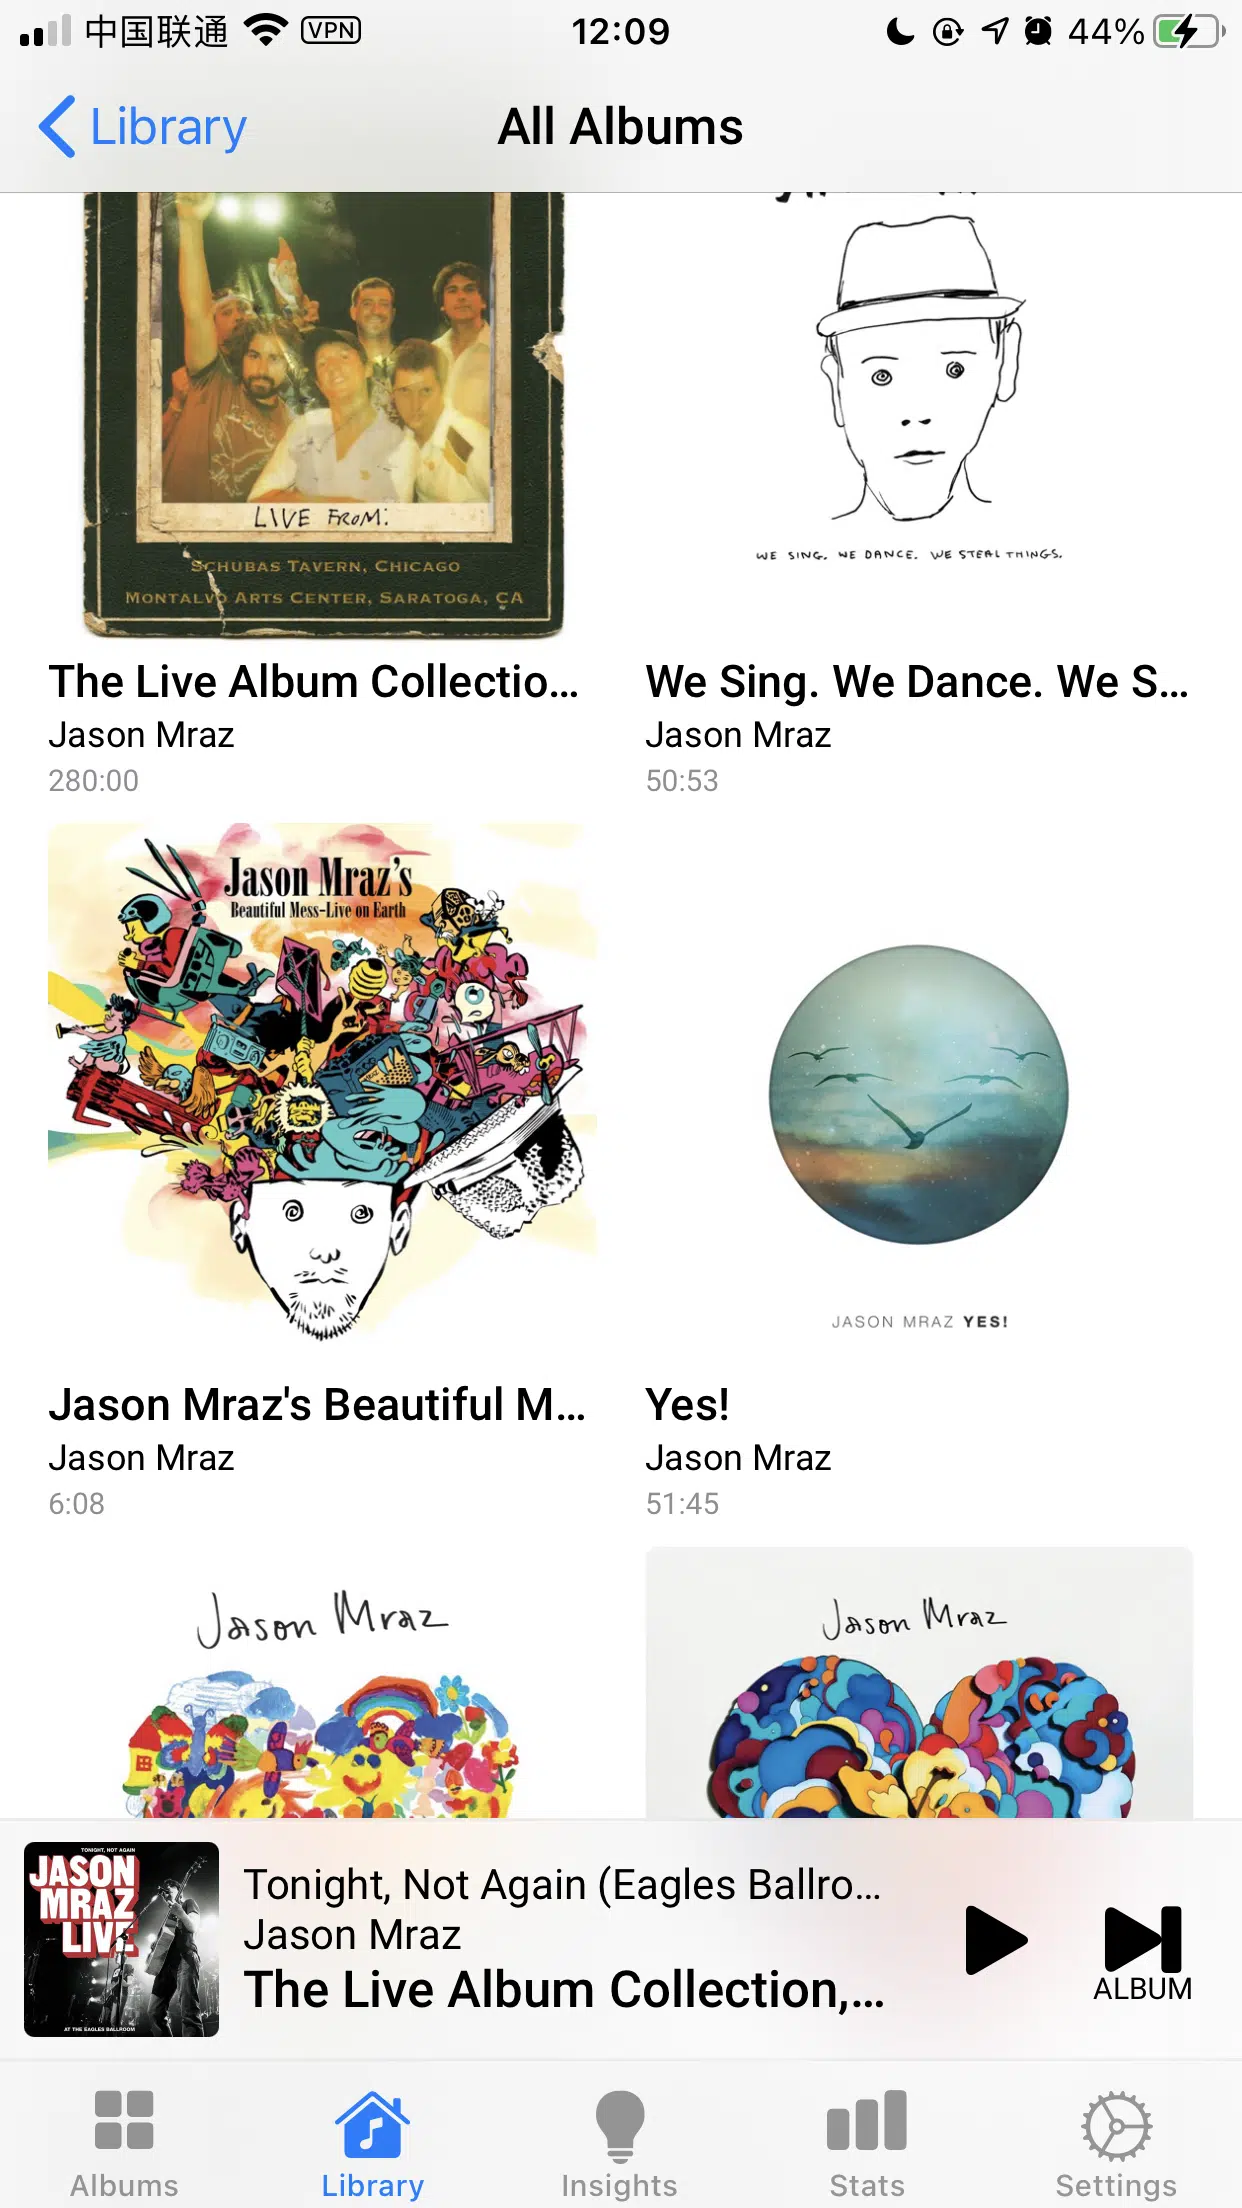 中国联通 VPN 12:09 44%
Library All Albums
LIVE FROM:
SCHUBAS TAVERN, CHICAGO
MONTALVO ARTS CENTER, SARATOGA, CA
WE SING. WE DANCE. WE STEAL THINGS.
The Live Album Collectio...
Jason Mraz
280:00
We Sing. We Dance. We S...
Jason Mraz
50:53
Jason Mraz's
Beautiful Mess-Live on Earth
JASON MRAZ YES!
Jason Mraz's Beautiful M...
Jason Mraz
6:08
Yes!
Jason Mraz
51:45
Jason Mraz
Jason Mraz
TONIGHT, NOT AGAIN
JASON
MRAZ
LIVE
AT THE EAGLES BALLROOM
Tonight, Not Again (Eagles Ballro...
Jason Mraz
The Live Album Collection,...
ALBUM
Albums Library Insights Stats Settings